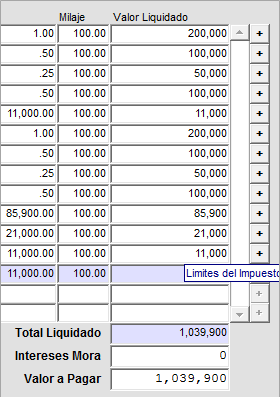 Milaje Valor Liquidado
1.00 100.00 200,000 +
.50 100.00 100,000 +
.25 100.00 50,000 +
.50 100.00 100,000 +
11,000.00 100.00 11,000 +
1.00 100.00 200,000 +
.50 100.00 100,000 +
.25 100.00 50,000 +
.50 100.00 100,000 +
85,900.00 100.00 85,900 +
21,000.00 100.00 21,000 +
11,000.00 100.00 11,000 +
11,000.00 100.00 Limites del Impuesto
+
+
Total Liquidado 1,039,900
Intereses Mora 0
Valor a Pagar 1,039,900